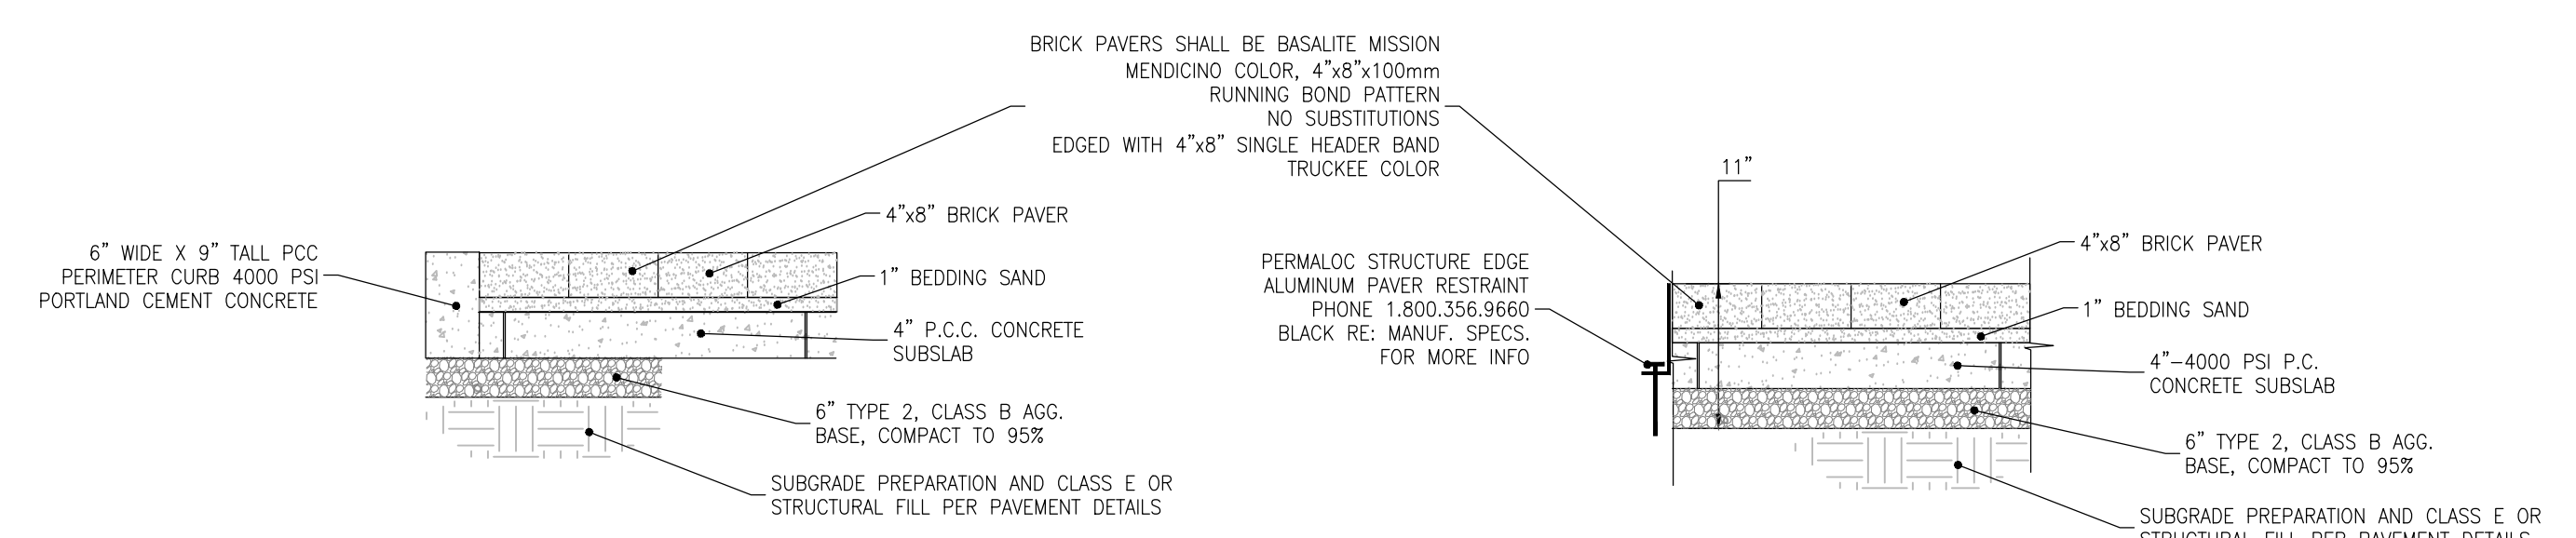 BRICK PAVERS SHALL BE BASALITE MISSION
MENDICINO COLOR, 4"x8"x100mm
RUNNING BOND PATTERN
NO SUBSTITUTIONS
EDGED WITH 4"x8" SINGLE HEADER BAND
TRUCKEE COLOR
6" WIDE X 9" TALL PCC
PERIMETER CURB 4000 PSI
PORTLAND CEMENT CONCRETE
4"x8" BRICK PAVER
1" BEDDING SAND
4" P.C.C. CONCRETE
SUBSLAB
6" TYPE 2, CLASS B AGG.
BASE, COMPACT TO 95%
SUBGRADE PREPARATION AND CLASS E OR
STRUCTURAL FILL PER PAVEMENT DETAILS
11"
PERMALOC STRUCTURE EDGE
ALUMINUM PAVER RESTRAINT
PHONE 1.800.356.9660
BLACK RE: MANUF. SPECS.
FOR MORE INFO
4"x8" BRICK PAVER
1" BEDDING SAND
4"-4000 PSI P.C.
CONCRETE SUBSLAB
6" TYPE 2, CLASS B AGG.
BASE, COMPACT TO 95%
SUBGRADE PREPARATION AND CLASS E OR
STRUCTURAL FILL PER PAVEMENT DETAILS